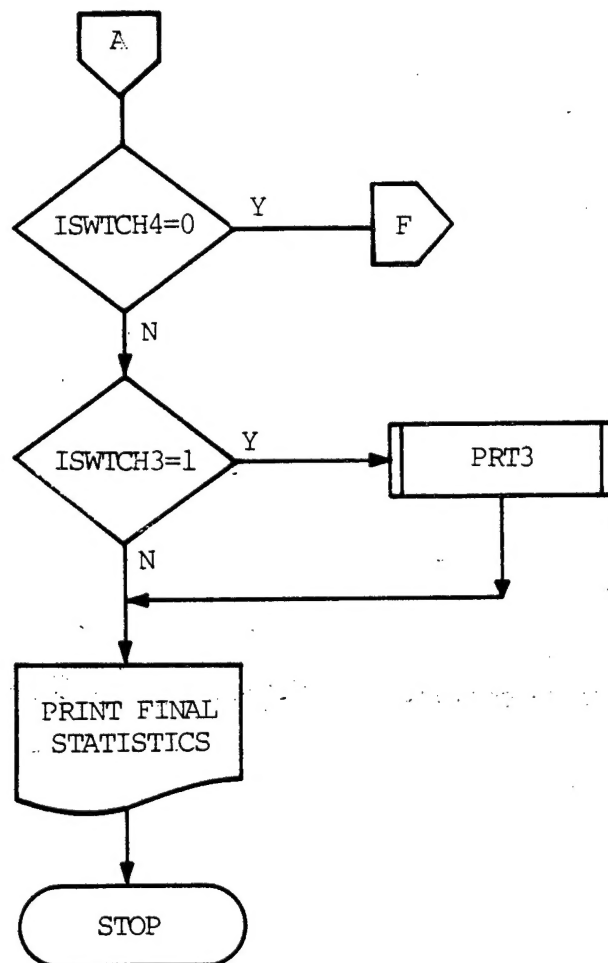 A
ISWTCH4=0
Y
F
N
ISWTCH3=1
Y
PRT3
N
PRINT FINAL
STATISTICS
STOP